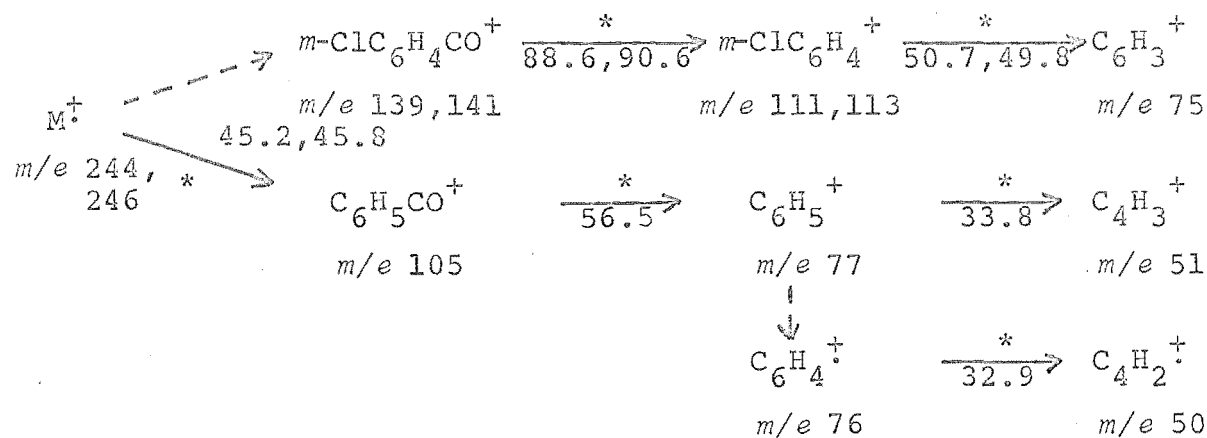 * *
m-ClC6H4CO+ 88.6,90.6 m-ClC6H4+ 50.7,49.8 C6H3+
M+•
m/e 139,141 m/e 111,113 m/e 75
45.2,45.8
m/e 244, *
246
* *
C6H5CO+ 56.5 C6H5+ 33.8 C4H3+
m/e 105 m/e 77 m/e 51
*
C6H4+• 32.9 C4H2+•
m/e 76 m/e 50